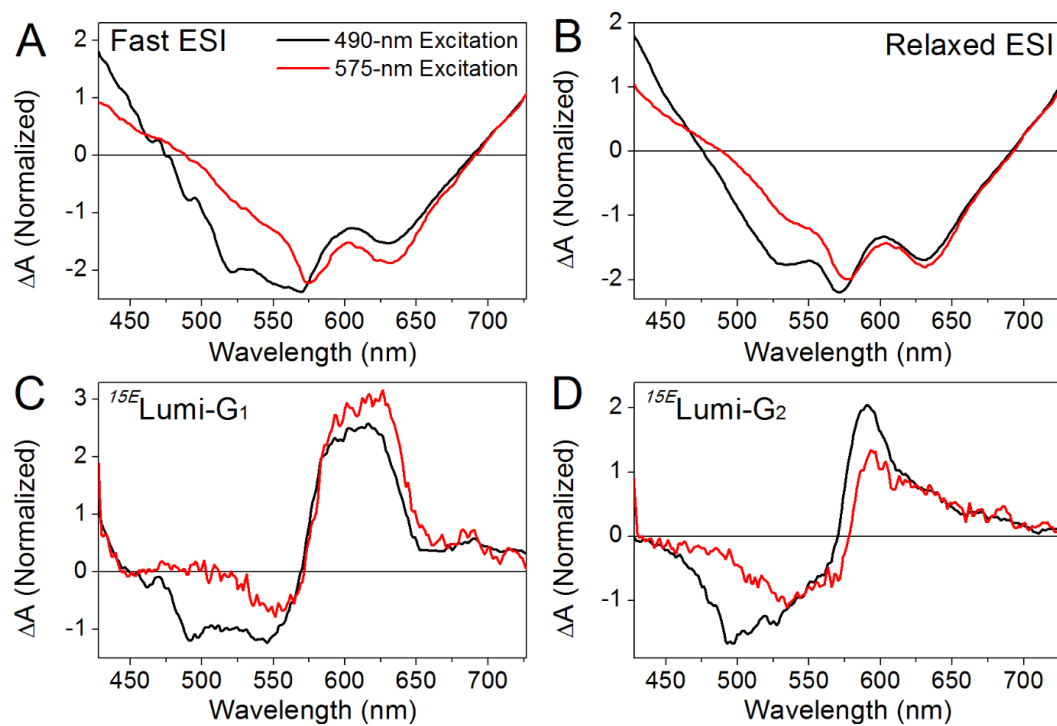 A Fast ESI
490-nm Excitation
575-nm Excitation
2
1
0
-1
-2
ΔA (Normalized)
450 500 550 600 650 700
Wavelength (nm)
B Relaxed ESI
2
1
0
-1
-2
ΔA (Normalized)
450 500 550 600 650 700
Wavelength (nm)
C 15E Lumi-G1
3
2
1
0
-1
ΔA (Normalized)
450 500 550 600 650 700
Wavelength (nm)
D 15E Lumi-G2
2
1
0
-1
ΔA (Normalized)
450 500 550 600 650 700
Wavelength (nm)